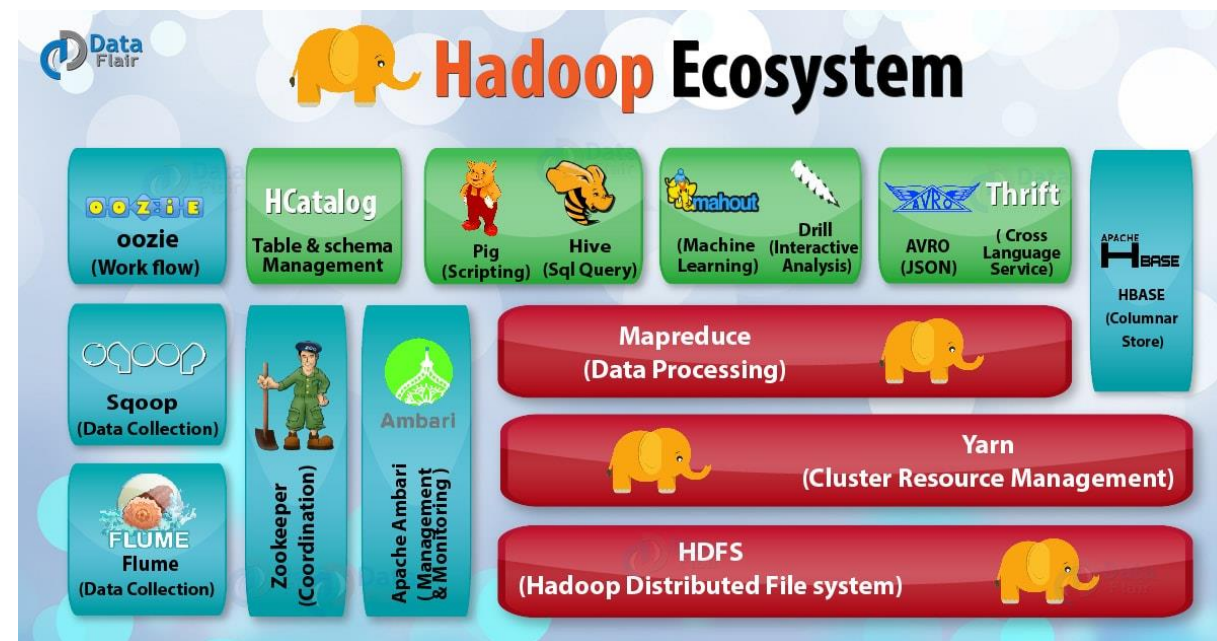 Data
Flair
Hadoop Ecosystem
OOZiE
oozie
(Work flow)
HCatalog
Table & schema
Management
Pig
(Scripting)
Hive
(Sql Query)
mahout
(Machine
Learning)
Drill
(Interactive
Analysis)
AVRO
AVRO
(JSON)
Thrift
( Cross
Language
Service)
APACHE
HBASE
HBASE
(Columnar
Store)
sqoop
Sqoop
(Data Collection)
FLUME
Flume
(Data Collection)
Zookeeper
(Coordination)
Ambari
Apache Ambari
( Management
& Monitoring )
Mapreduce
(Data Processing)
Yarn
(Cluster Resource Management)
HDFS
(Hadoop Distributed File system)